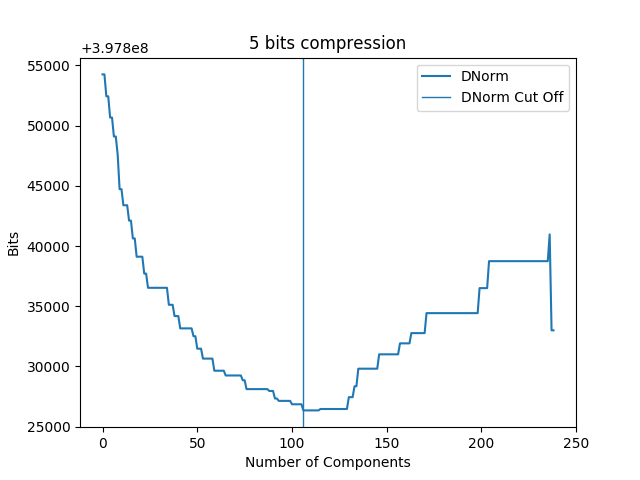 5 bits compression
+3.978e8
55000
50000
45000
40000
35000
30000
25000
Bits
DNorm
DNorm Cut Off
0
50
100
150
200
250
Number of Components